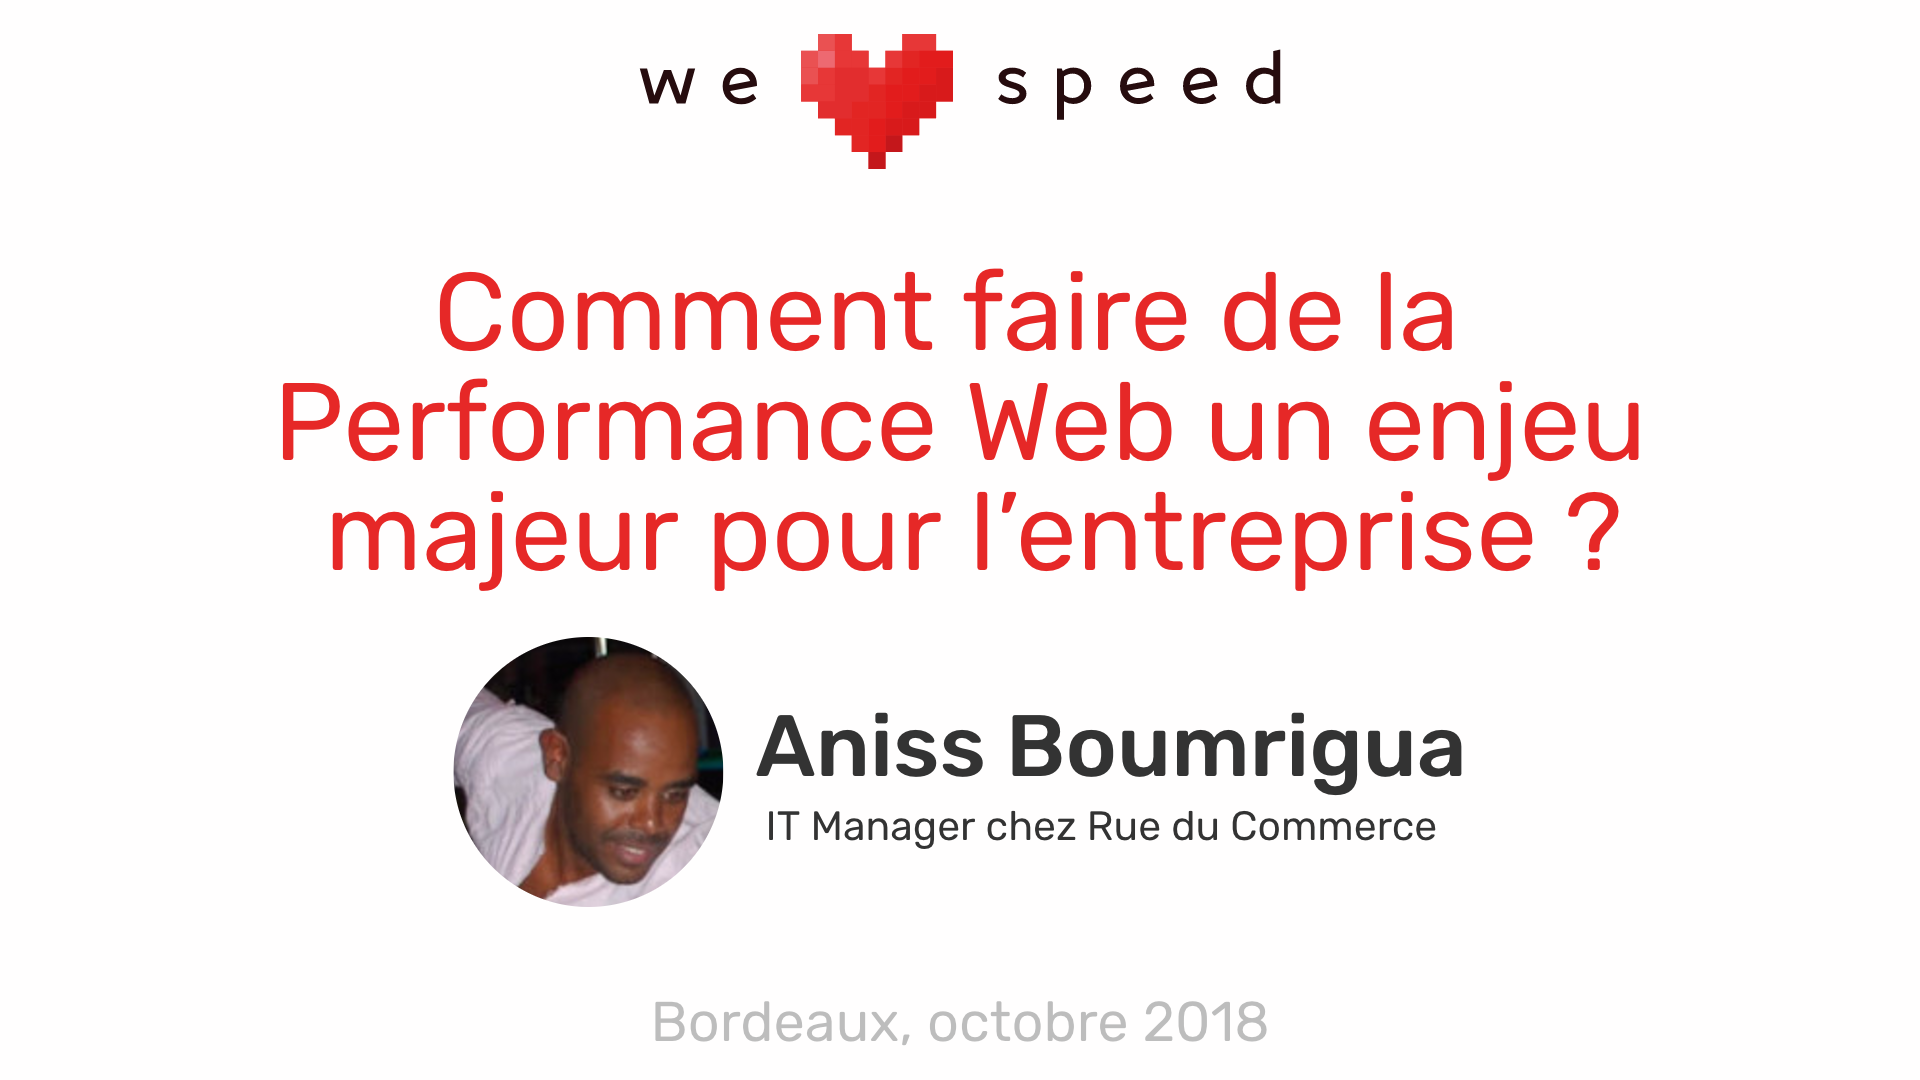 we speed
Comment faire de la
Performance Web un enjeu
majeur pour l’entreprise ?
Aniss Boumrigua
IT Manager chez Rue du Commerce
Bordeaux, octobre 2018